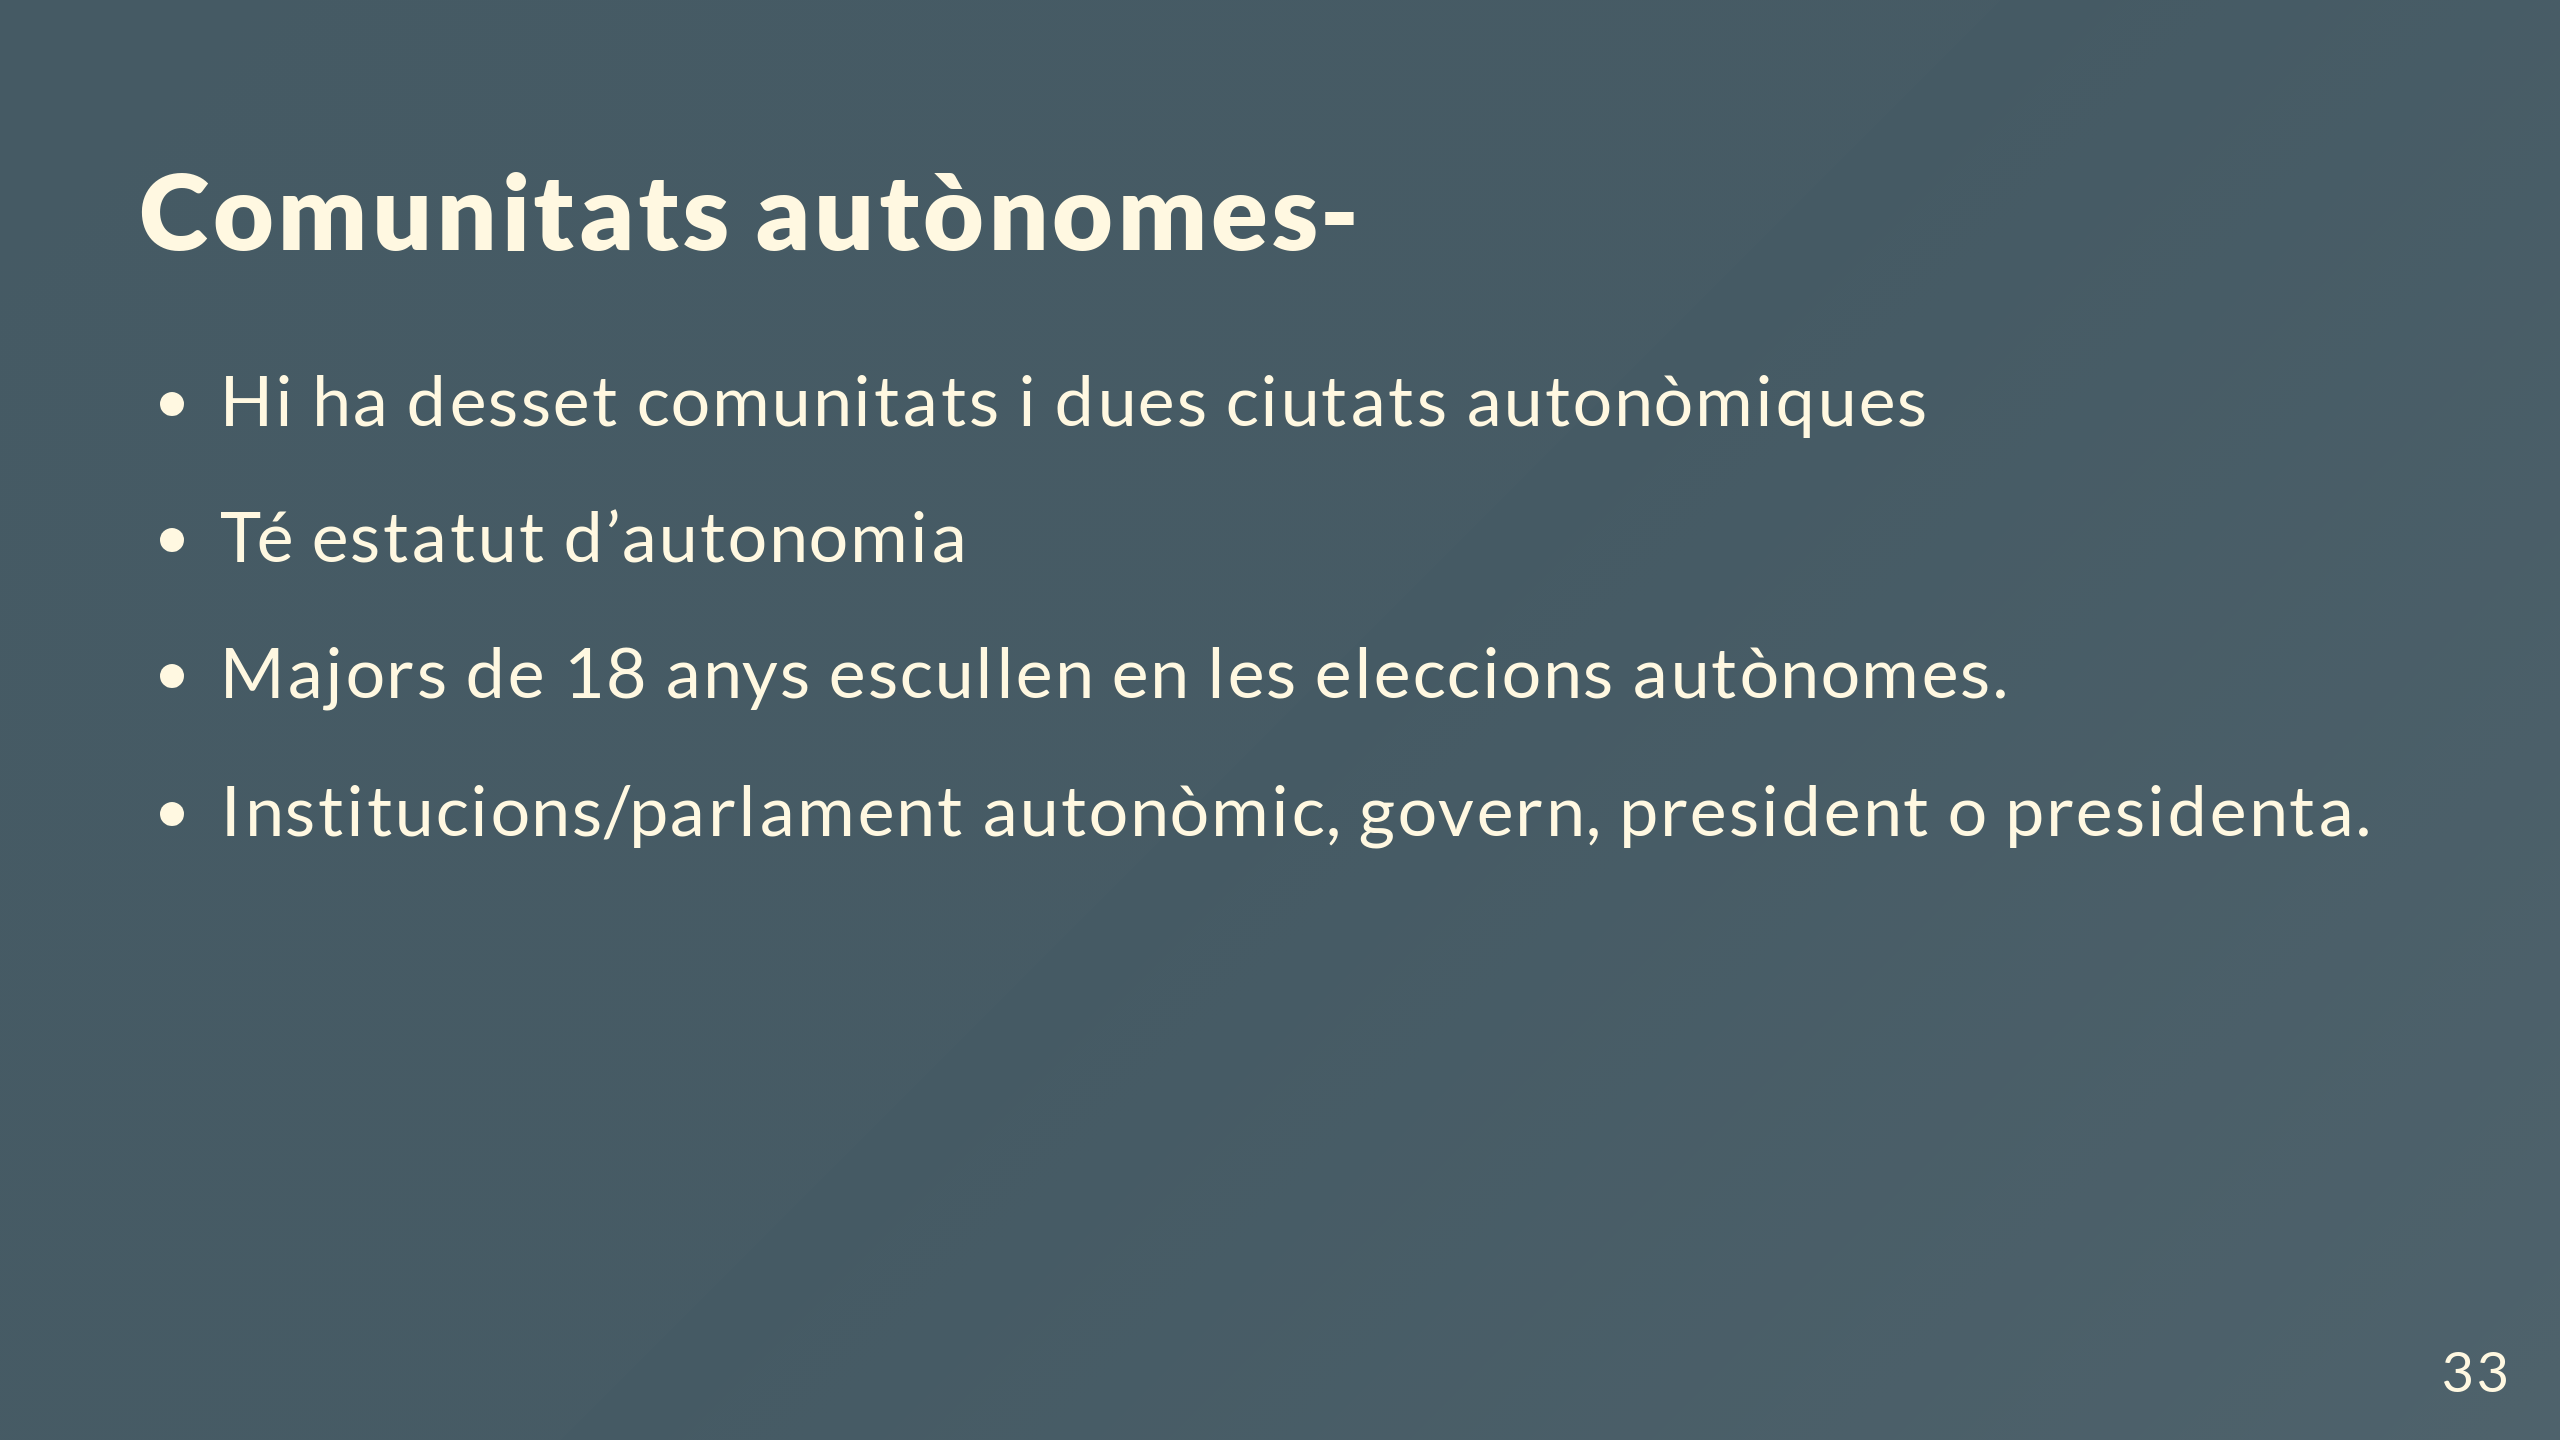 Comunitats autònomes-
• Hi ha desset comunitats i dues ciutats autonòmiques
• Té estatut d’autonomia
• Majors de 18 anys escullen en les eleccions autònomes.
• Institucions/parlament autonòmic, govern, president o presidenta.
33